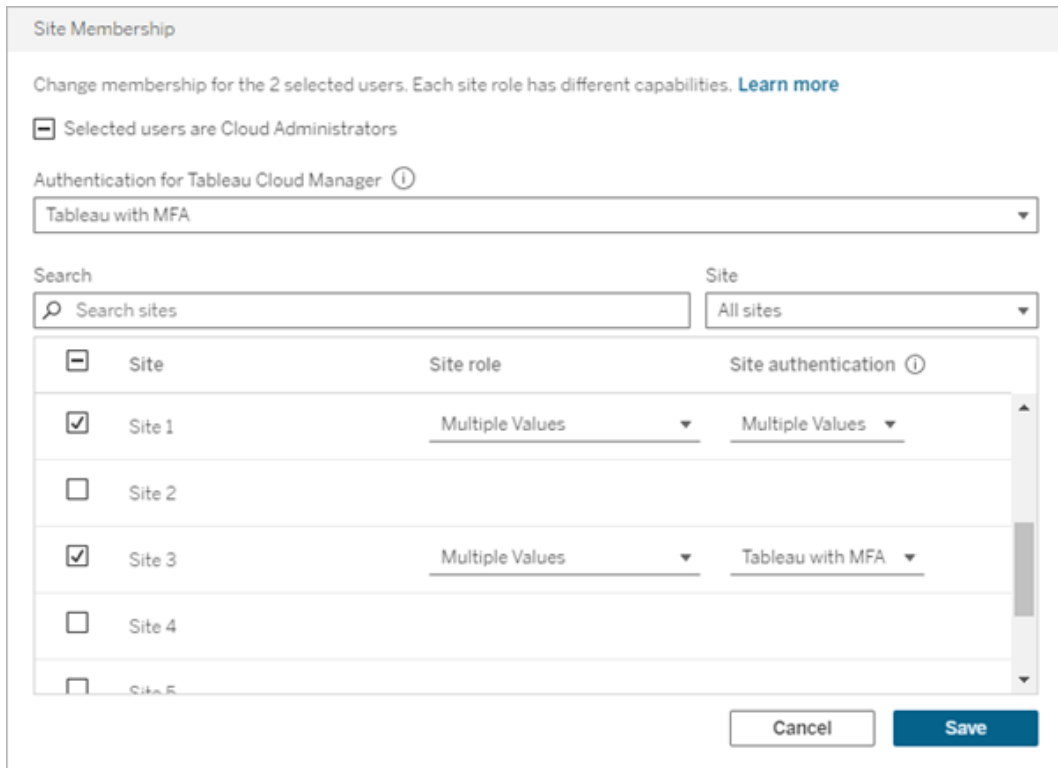 Site Membership
Change membership for the 2 selected users. Each site role has different capabilities. Learn more
Selected users are Cloud Administrators
Authentication for Tableau Cloud Manager
Tableau with MFA
Search Site
Search sites All sites
Site Site role Site authentication
Site 1 Multiple Values Multiple Values
Site 2
Site 3 Multiple Values Tableau with MFA
Site 4
Site 5
Cancel Save